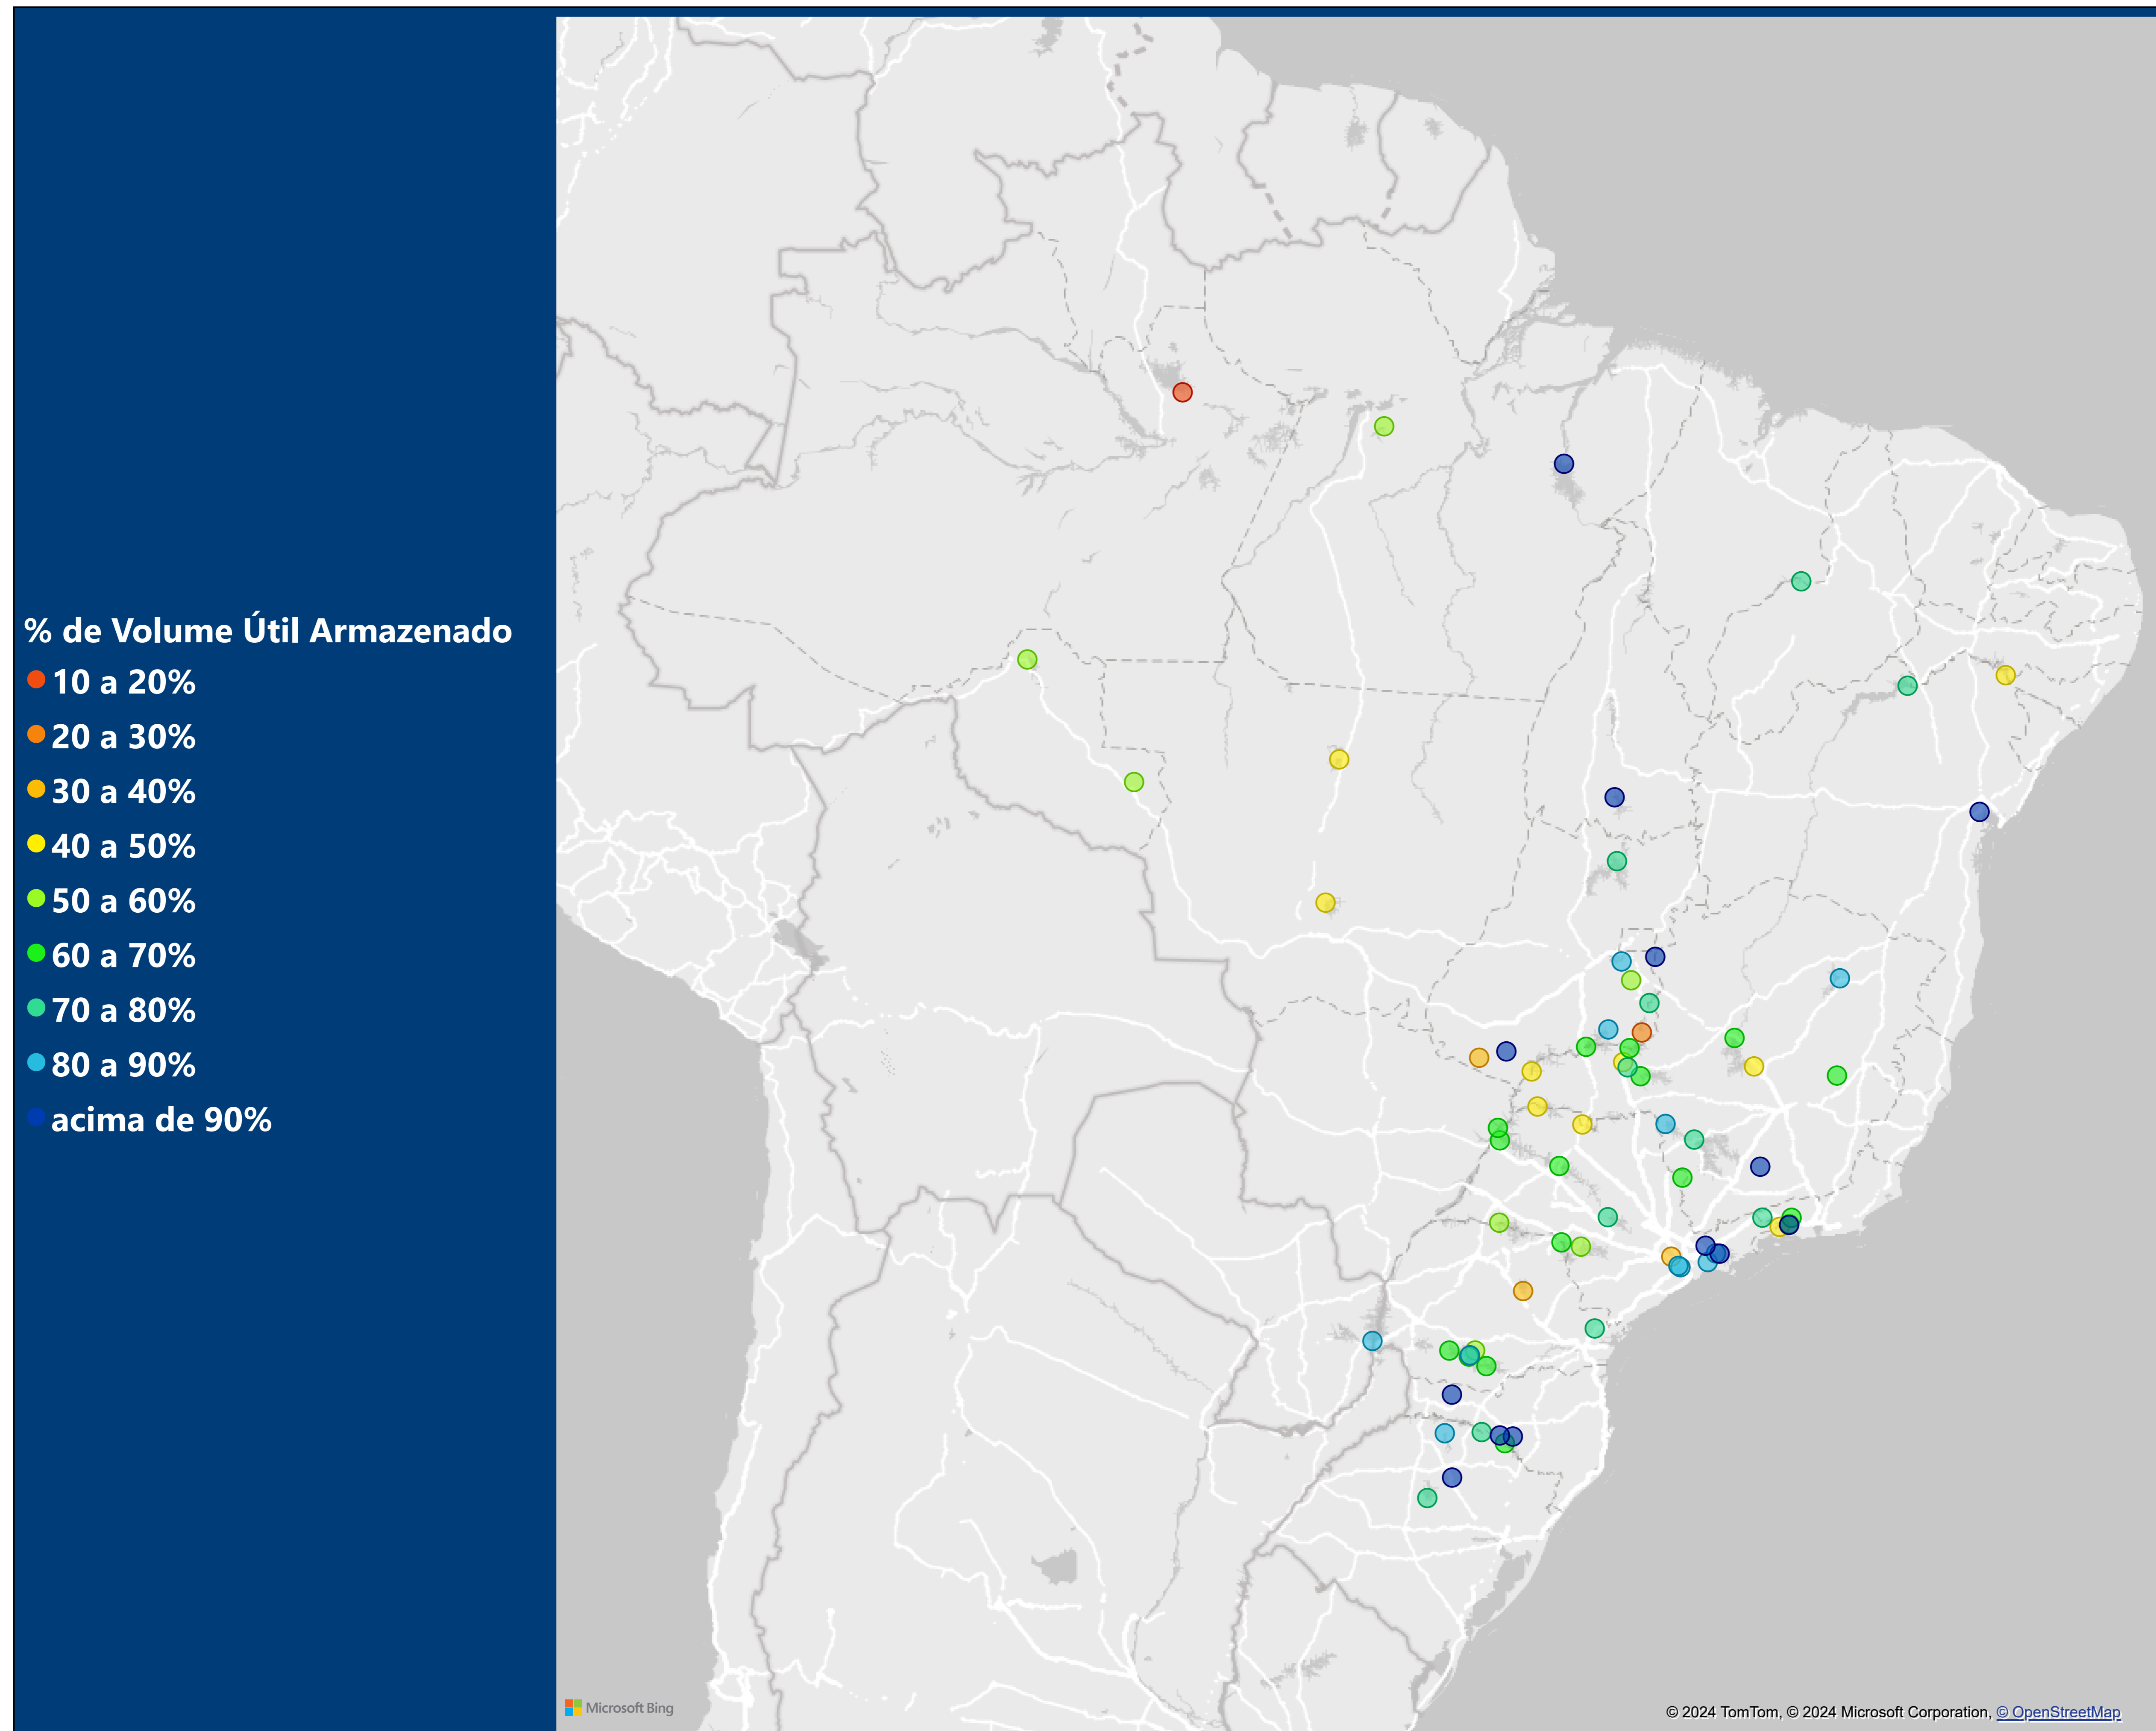 % de Volume Útil Armazenado
10 a 20%
20 a 30%
30 a 40%
40 a 50%
50 a 60%
60 a 70%
70 a 80%
80 a 90%
acima de 90%
Microsoft Bing
© 2024 TomTom, © 2024 Microsoft Corporation, © OpenStreetMap